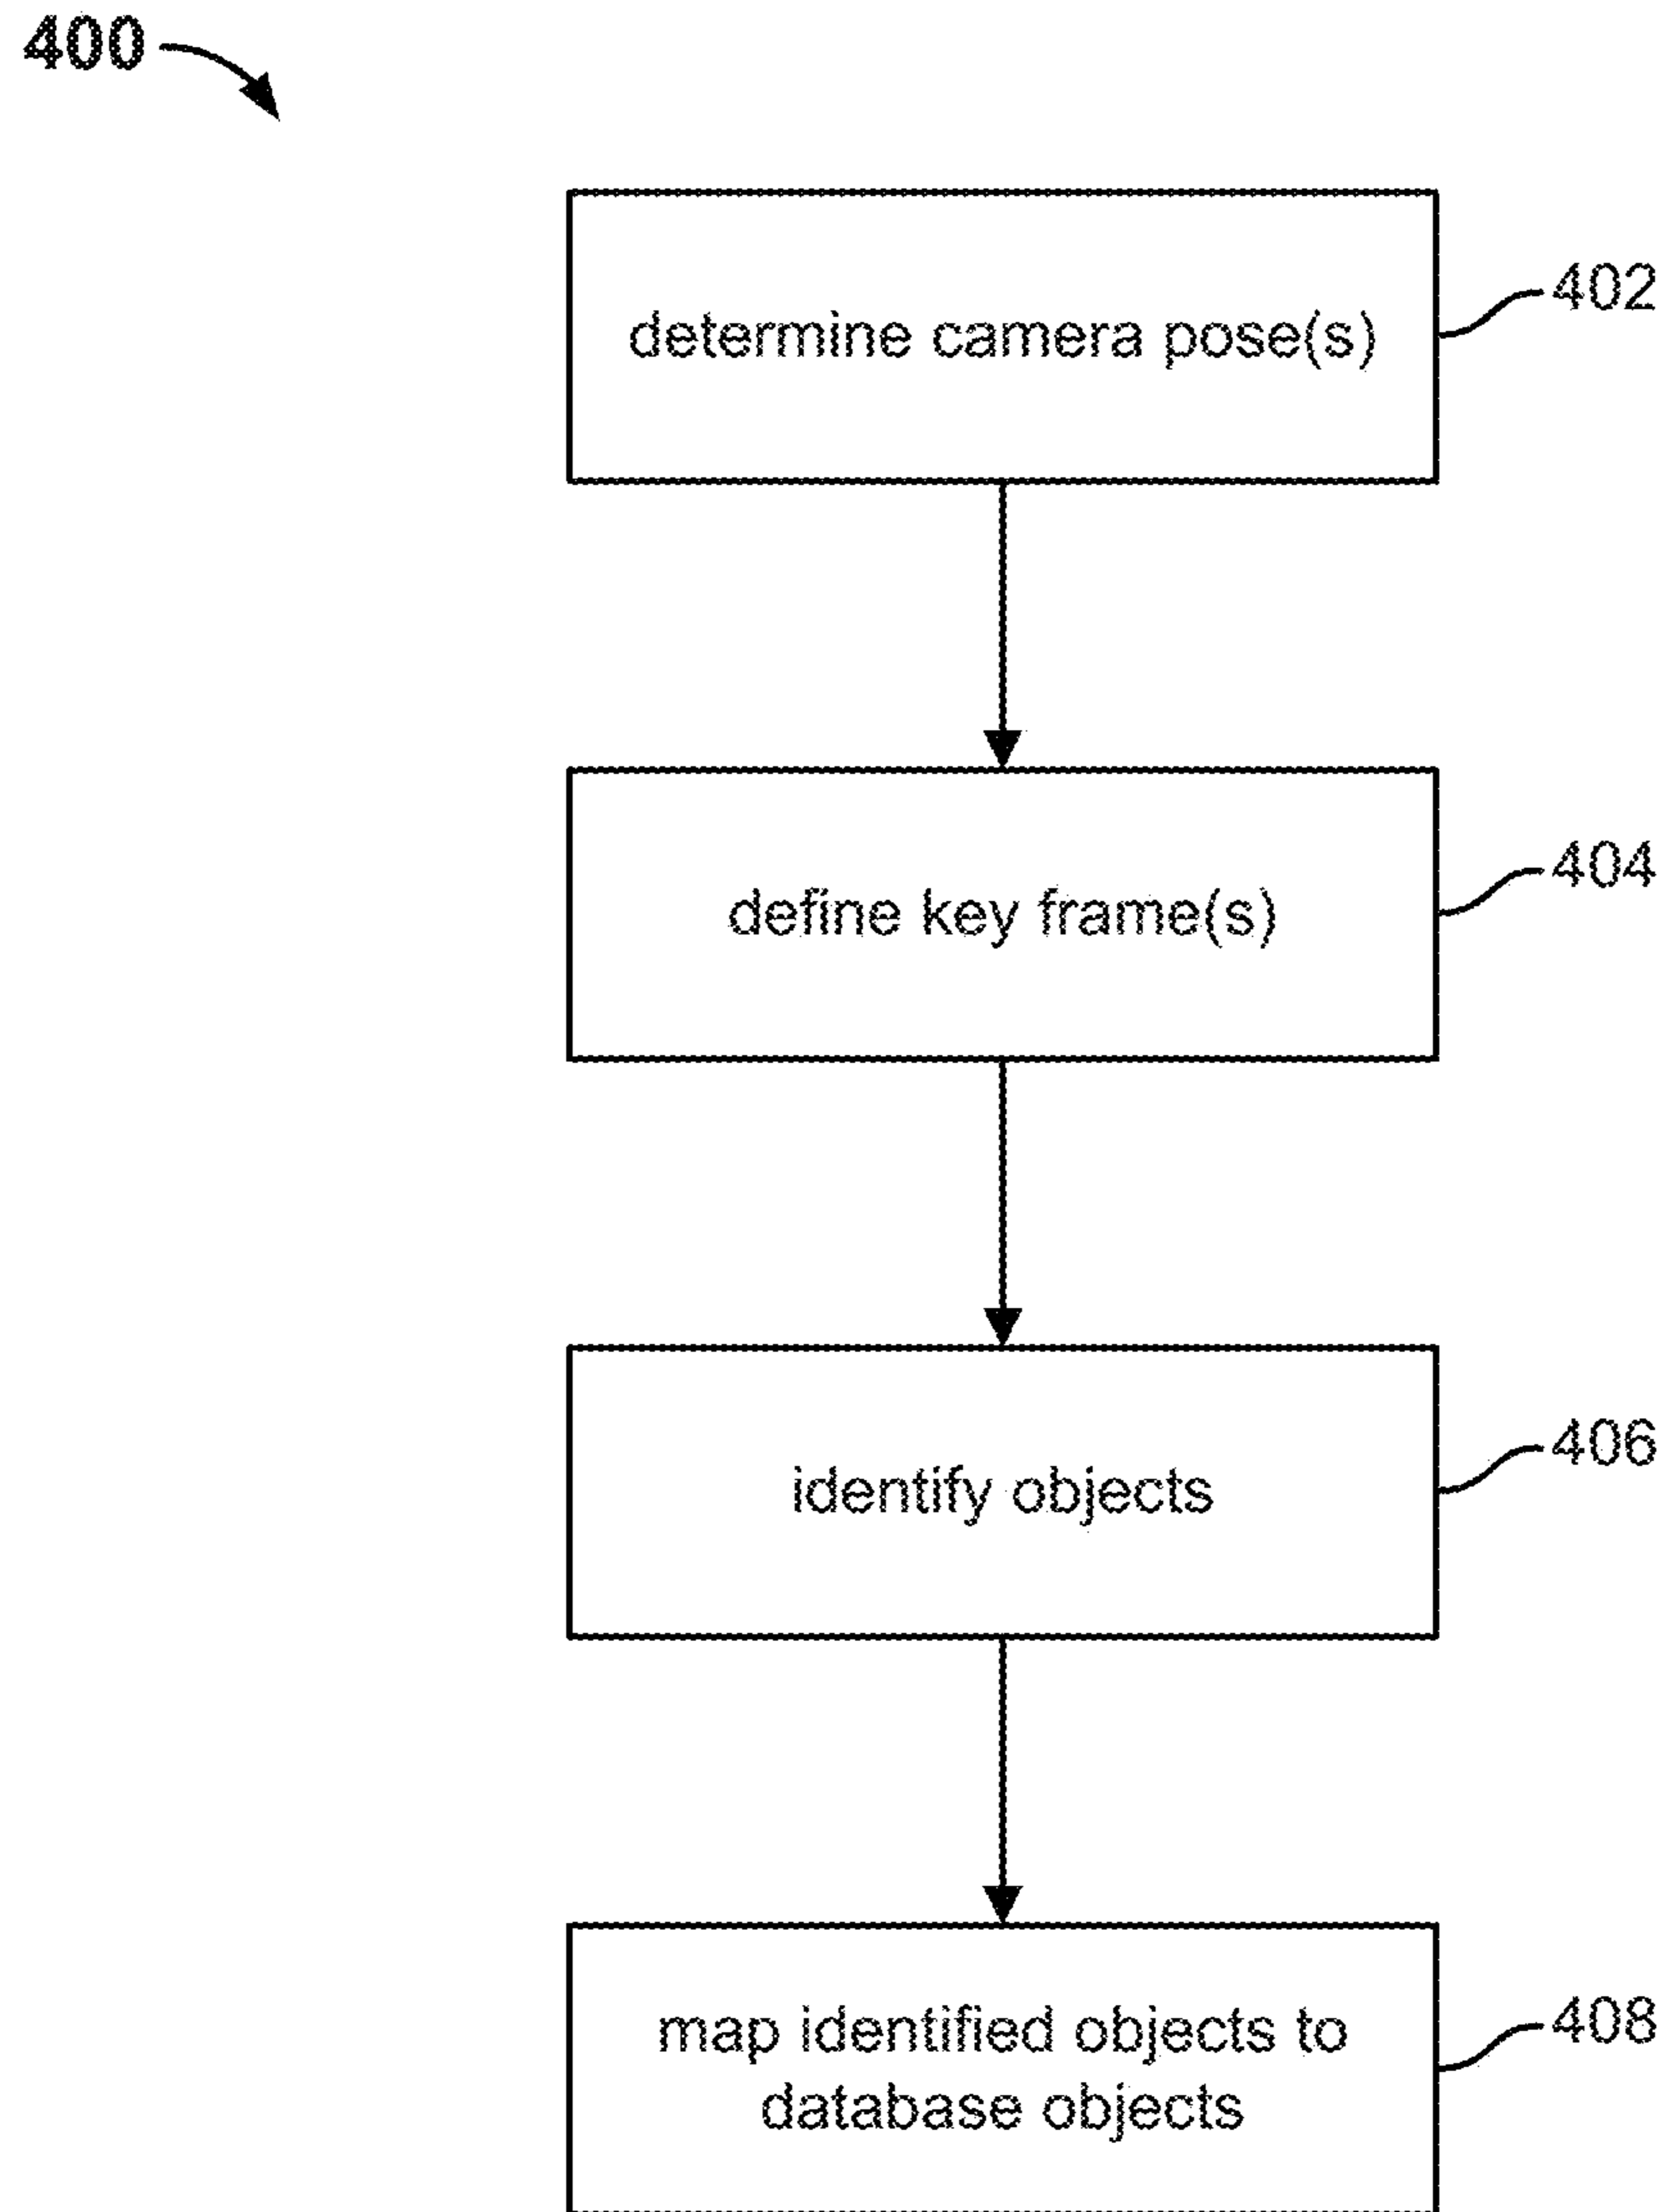 400
determine camera pose(s)
402
define key frame(s)
404
identify objects
406
map identified objects to
database objects
408